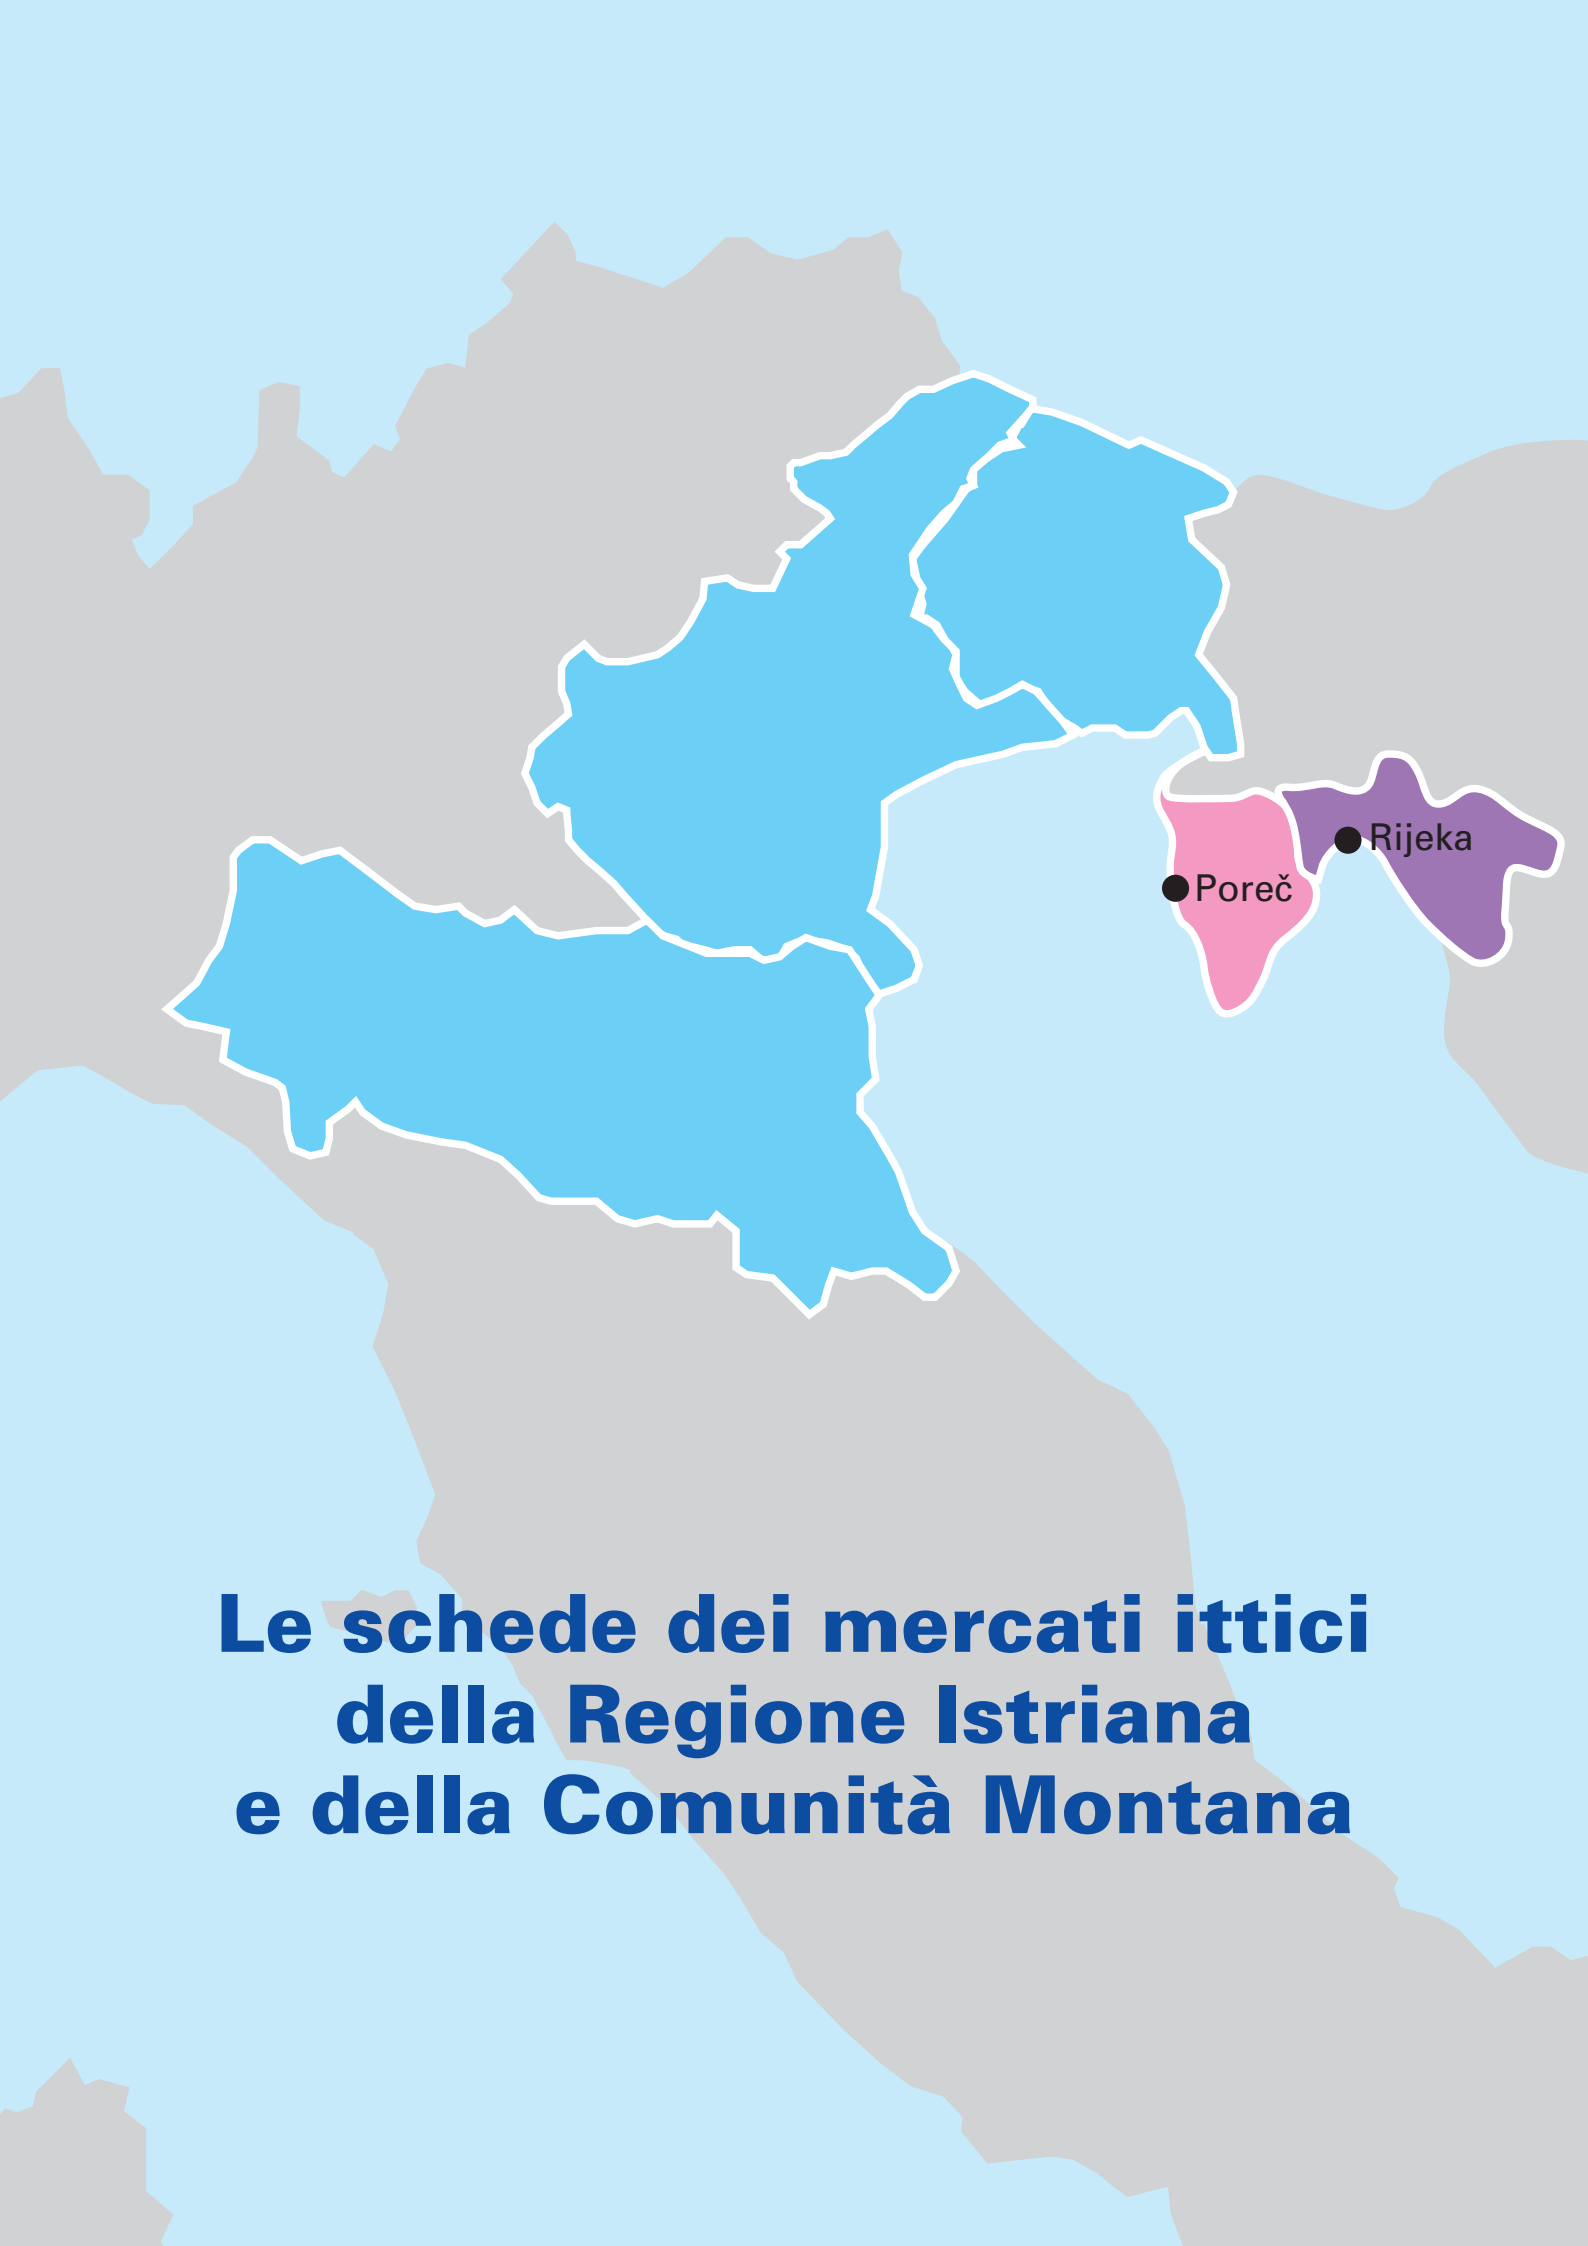 Rijeka
Poreč
Le schede dei mercati ittici
della Regione Istriana
e della Comunità Montana